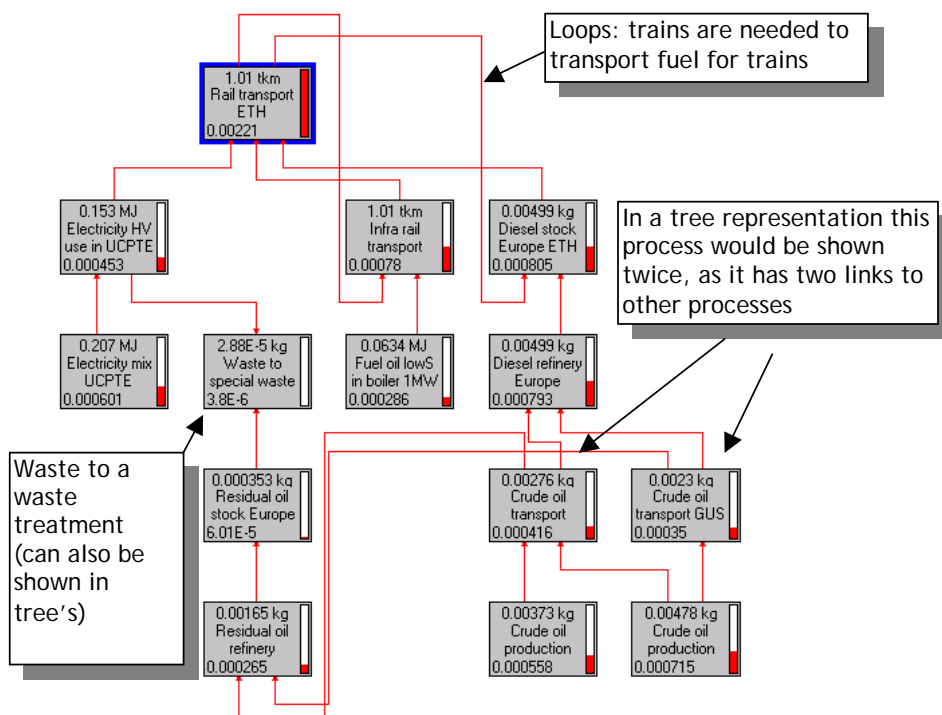 Loops: trains are needed to
transport fuel for trains
1.01 tkm
Rail transport
ETH
0.00221
0.153 MJ
Electricity HV
use in UCPTE
0.000453
1.01 tkm
Infra rail
transport
0.00078
0.00499 kg
Diesel stock
Europe ETH
0.000805
In a tree representation this
process would be shown
twice, as it has two links to
other processes
0.207 MJ
Electricity mix
UCPTE
0.000601
2.88E-5 kg
Waste to
special waste
3.8E-6
0.0634 MJ
Fuel oil lowS
in boiler 1MW
0.000286
0.00499 kg
Diesel refinery
Europe
0.000793
Waste to a
waste
treatment
(can also be
shown in
tree's)
0.000353 kg
Residual oil
stock Europe
6.01E-5
0.00276 kg
Crude oil
transport
0.000416
0.0023 kg
Crude oil
transport GUS
0.00035
0.00165 kg
Residual oil
refinery
0.000265
0.00373 kg
Crude oil
production
0.000558
0.00478 kg
Crude oil
production
0.000715